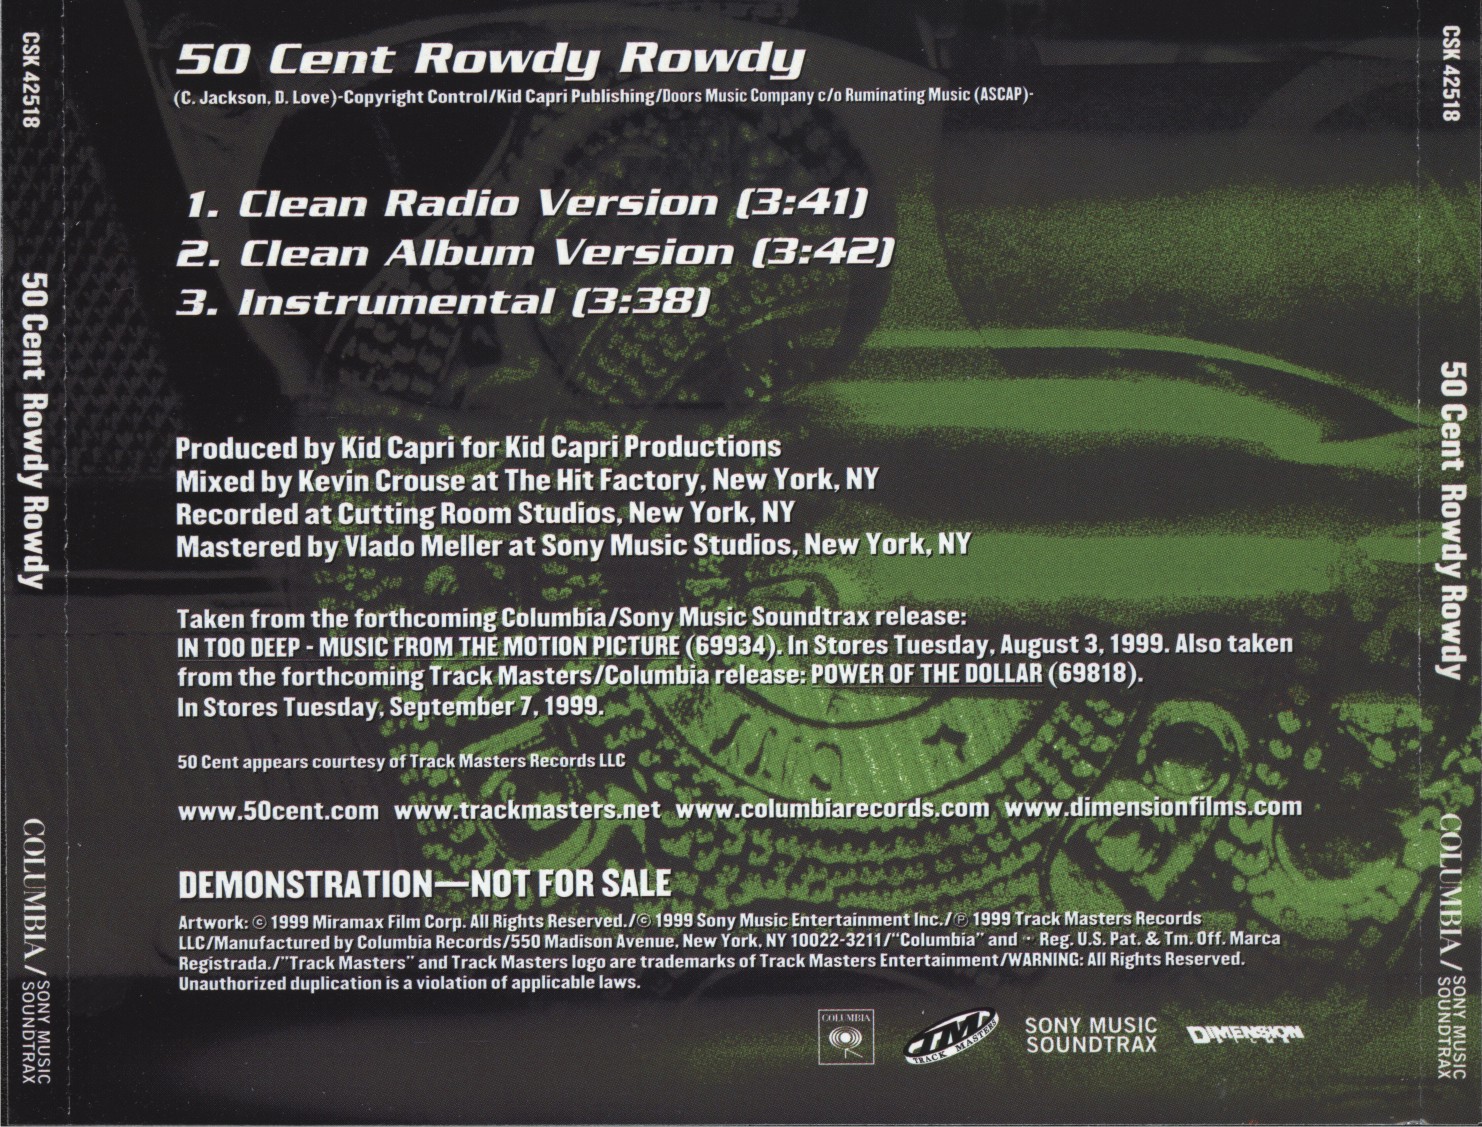 50 Cent Rowdy Rowdy
(C. Jackson, D. Love)-Copyright Control/Kid Capri Publishing/Doors Music Company c/o Ruminating Music (ASCAP)-
1. Clean Radio Version (3:41)
2. Clean Album Version (3:42)
3. Instrumental (3:38)
Produced by Kid Capri for Kid Capri Productions
Mixed by Kevin Crouse at The Hit Factory, New York, NY
Recorded at Cutting Room Studios, New York, NY
Mastered by Vlado Meller at Sony Music Studios, New York, NY
Taken from the forthcoming Columbia/Sony Music Soundtrax release:
IN TOO DEEP - MUSIC FROM THE MOTION PICTURE (69934). In Stores Tuesday, August 3, 1999. Also taken
from the forthcoming Track Masters/Columbia release: POWER OF THE DOLLAR (69818).
In Stores Tuesday, September 7, 1999.
50 Cent appears courtesy of Track Masters Records LLC
www.50cent.com www.trackmasters.net www.columbiarecords.com www.dimensionfilms.com
DEMONSTRATION—NOT FOR SALE
Artwork: © 1999 Miramax Film Corp. All Rights Reserved./© 1999 Sony Music Entertainment Inc./℗ 1999 Track Masters Records
LLC/Manufactured by Columbia Records/550 Madison Avenue, New York, NY 10022-3211/"Columbia" and Reg. U.S. Pat. & Tm. Off. Marca
Registrada./"Track Masters" and Track Masters logo are trademarks of Track Masters Entertainment/WARNING: All Rights Reserved.
Unauthorized duplication is a violation of applicable laws.
COLUMBIA
TM
TRACK MASTERS
SONY MUSIC
SOUNDTRAX
DIMENSION
CSK 42518
50 Cent Rowdy Rowdy
COLUMBIA / SONY MUSIC
SOUNDTRAX
CSK 42518
50 Cent Rowdy Rowdy
COLUMBIA / SONY MUSIC
SOUNDTRAX